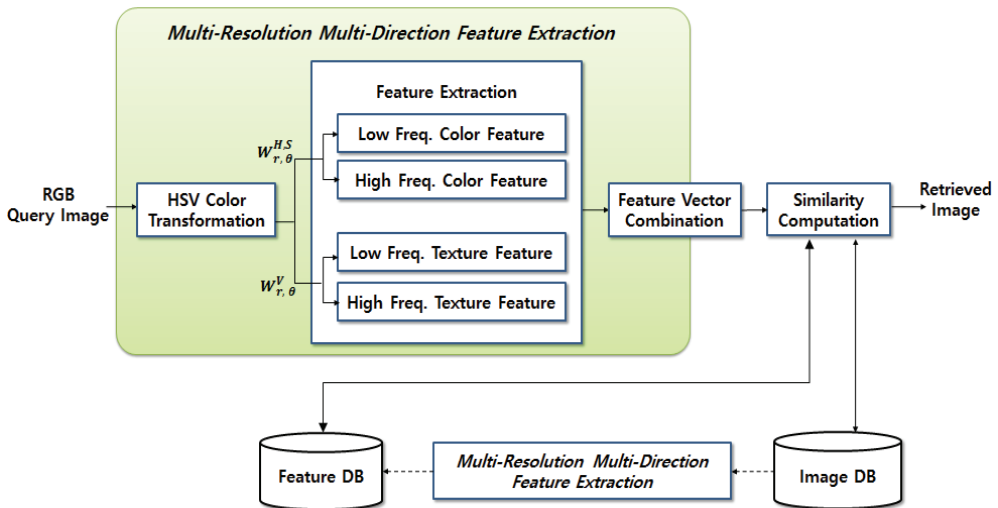 Multi-Resolution Multi-Direction Feature Extraction
Feature Extraction
Low Freq. Color Feature
W_{r, θ}^{H,S}
High Freq. Color Feature
RGB
Query Image
HSV Color
Transformation
Feature Vector
Combination
Similarity
Computation
Retrieved
Image
Low Freq. Texture Feature
W_{r, θ}^{V}
High Freq. Texture Feature
Feature DB
Multi-Resolution Multi-Direction
Feature Extraction
Image DB